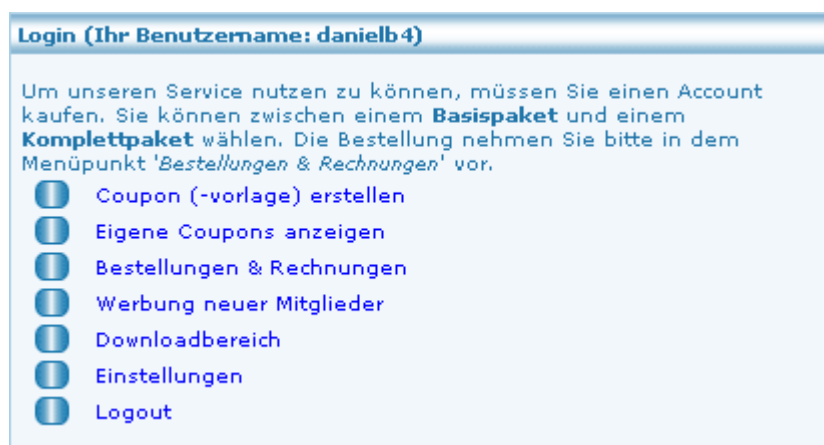 Login (Ihr Benutzername: danielb4)
Um unseren Service nutzen zu können, müssen Sie einen Account
kaufen. Sie können zwischen einem Basispaket und einem
Komplettpaket wählen. Die Bestellung nehmen Sie bitte in dem
Menüpunkt 'Bestellungen & Rechnungen' vor.
Coupon (-vorlage) erstellen
Eigene Coupons anzeigen
Bestellungen & Rechnungen
Werbung neuer Mitglieder
Downloadbereich
Einstellungen
Logout